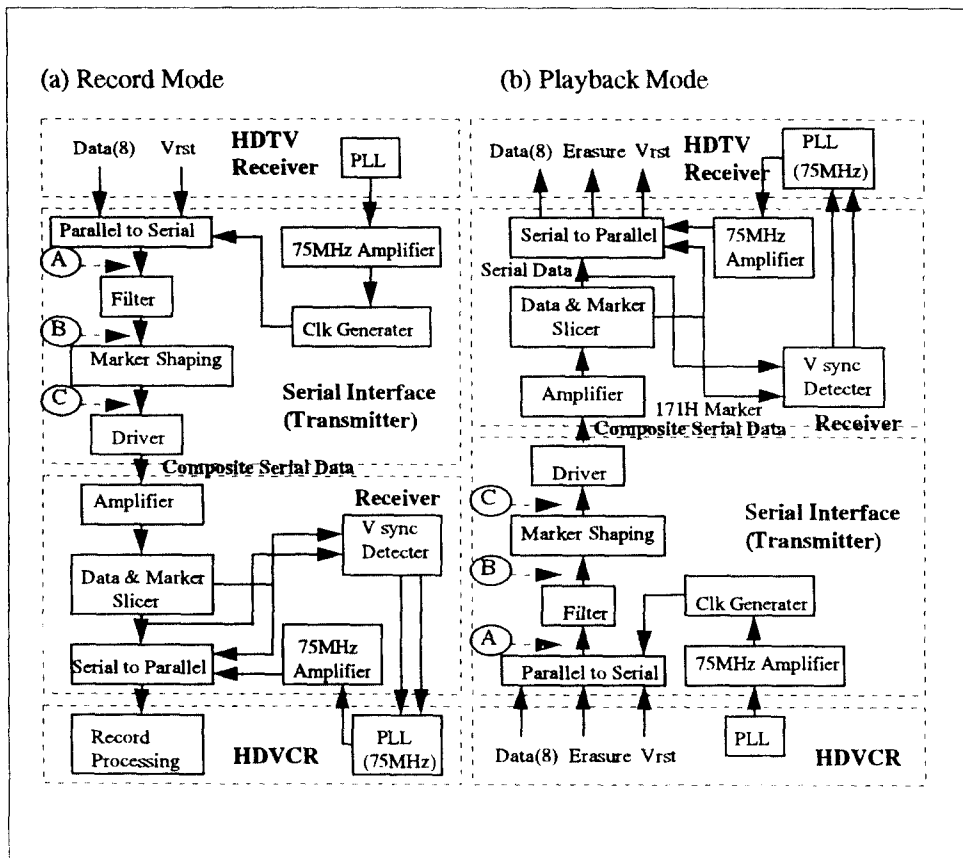 (a) Record Mode
HDTV
Receiver
Data(8) Vrst
PLL
Parallel to Serial
75MHz Amplifier
A
Filter
Clk Generater
B
Marker Shaping
C
Serial Interface
(Transmitter)
Driver
Composite Serial Data
Amplifier
Receiver
V sync
Detecter
Data & Marker
Slicer
75MHz
Amplifier
Serial to Parallel
Record
Processing
HDVCR
PLL
(75MHz)
(b) Playback Mode
HDTV
Receiver
PLL
(75MHz)
Data(8) Erasure Vrst
Serial to Parallel
75MHz
Amplifier
Serial Data
Data & Marker
Slicer
V sync
Detecter
Amplifier
171H Marker
Receiver
Composite Serial Data
Driver
C
Marker Shaping
Serial Interface
(Transmitter)
B
Filter
Clk Generater
A
Parallel to Serial
75MHz Amplifier
Data(8) Erasure Vrst
PLL
HDVCR